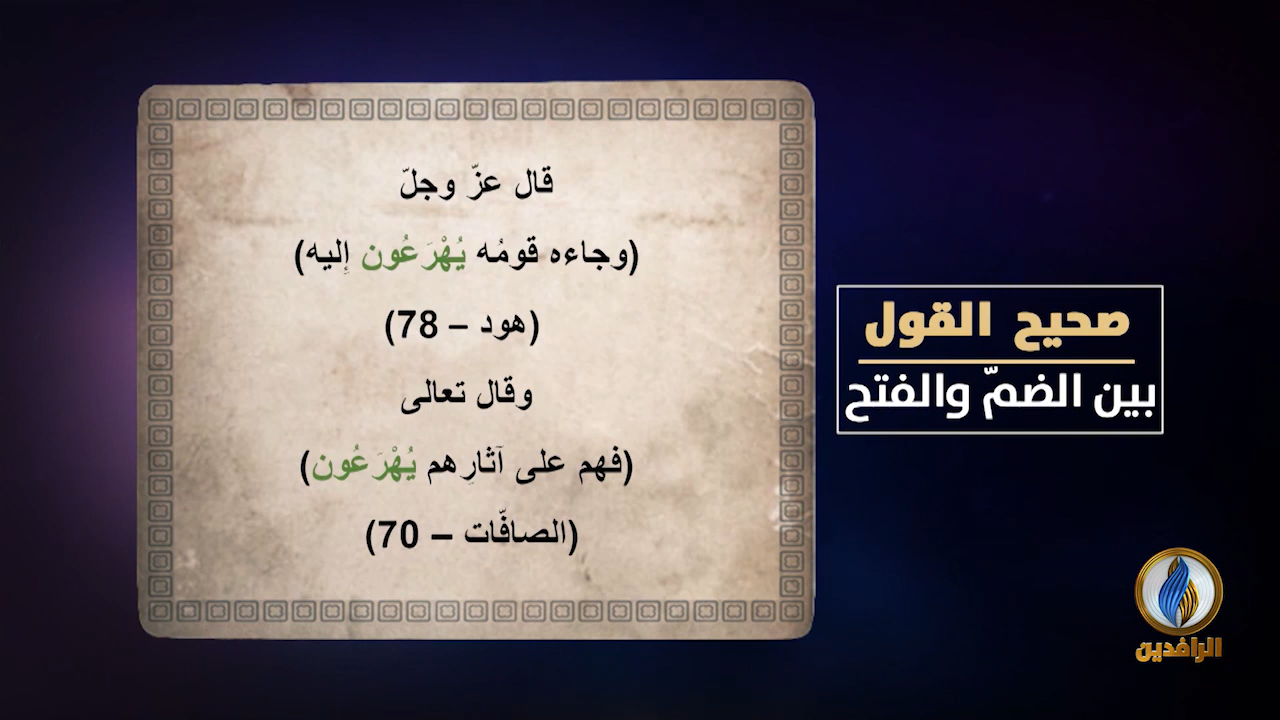 قال عزّ وجلّ
(وجاءه قومُه يُهْرَعُون إِليه)
(هود – 78)
وقال تعالى
(فهم على آثارِهم يُهْرَعُون)
(الصافّات – 70)
صحيح القول
بين الضمّ والفتح
الرافدين